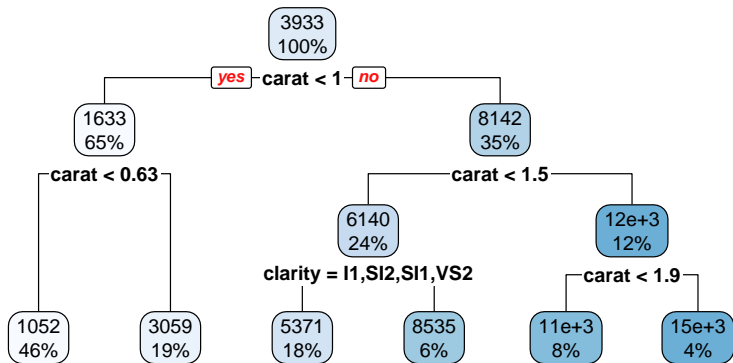 3933
100%
yes carat < 1 no
1633
65%
8142
35%
carat < 0.63
carat < 1.5
6140
24%
12e+3
12%
clarity = I1,SI2,SI1,VS2
carat < 1.9
1052
46%
3059
19%
5371
18%
8535
6%
11e+3
8%
15e+3
4%